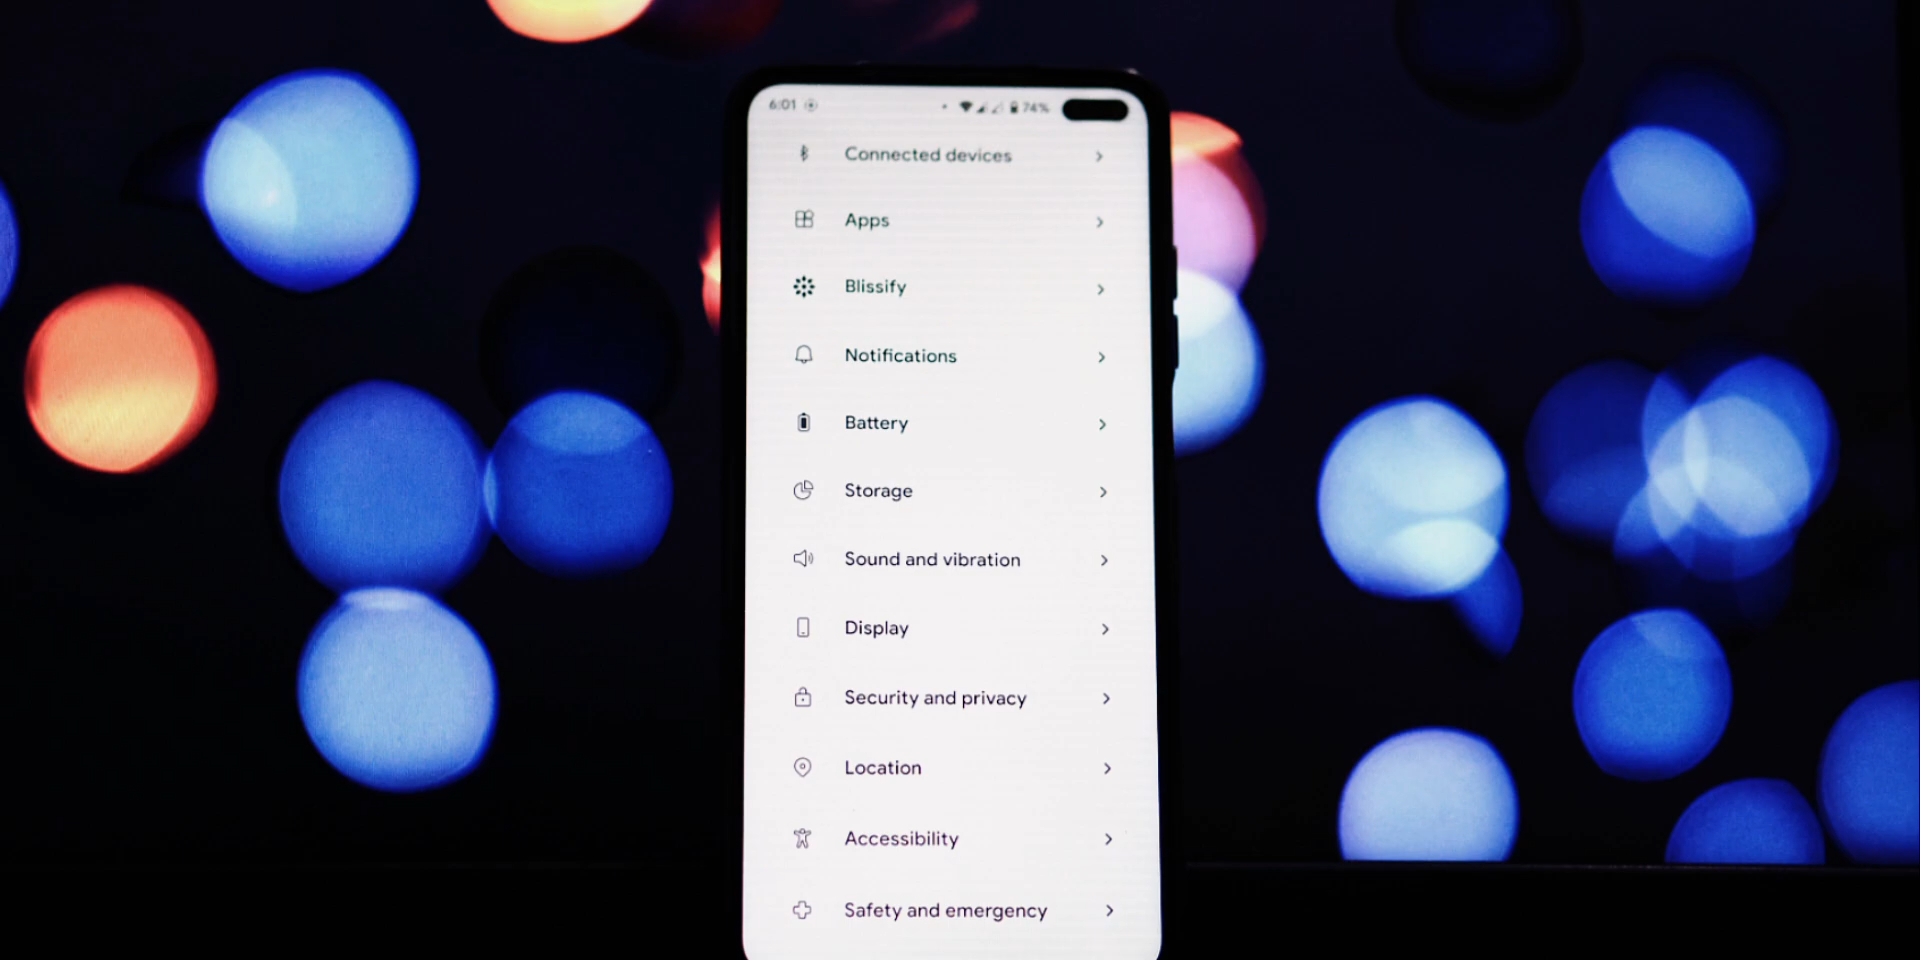 6:01 74%
Connected devices
Apps
Blissify
Notifications
Battery
Storage
Sound and vibration
Display
Security and privacy
Location
Accessibility
Safety and emergency